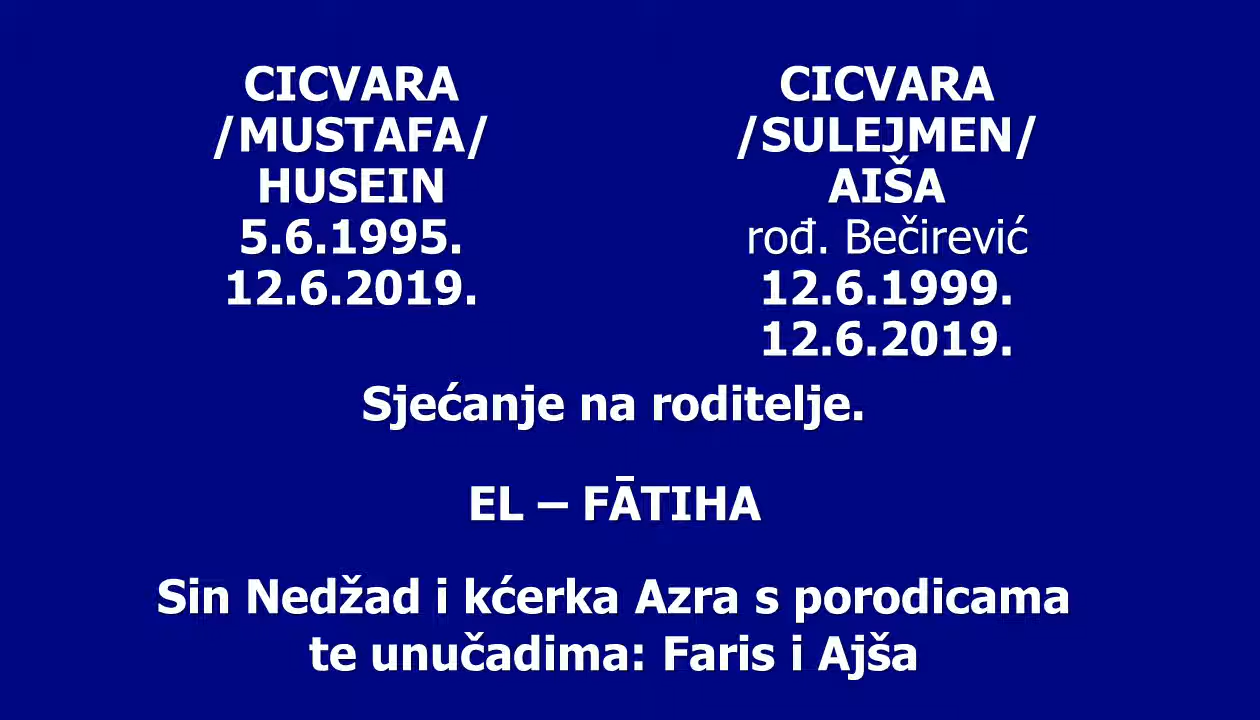 CICVARA
/MUSTAFA/
HUSEIN
5.6.1995.
12.6.2019.
CICVARA
/SULEJMEN/
AIŠA
rođ. Bečirević
12.6.1999.
12.6.2019.
Sjećanje na roditelje.
EL – FĀTIHA
Sin Nedžad i kćerka Azra s porodicama
te unučadima: Faris i Ajša